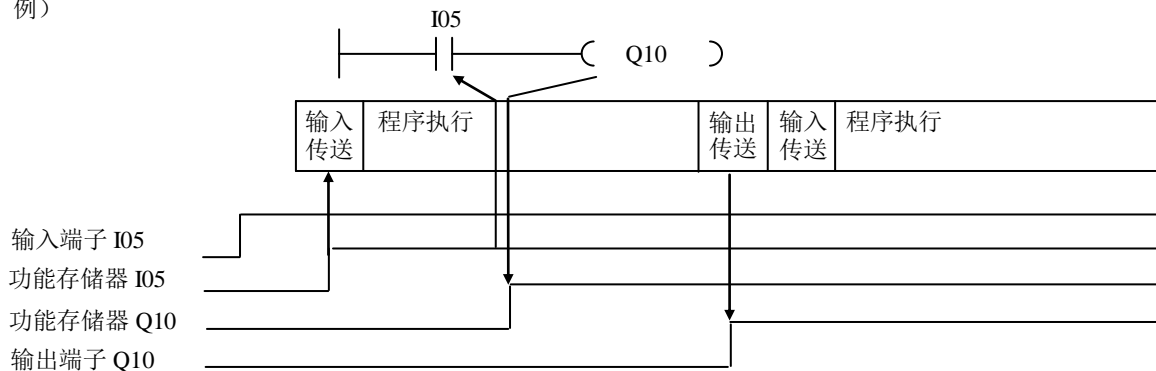 例）
I05
Q10
输入
传送
程序执行
输出
传送
输入
传送
程序执行
输入端子 I05
功能存储器 I05
功能存储器 Q10
输出端子 Q10